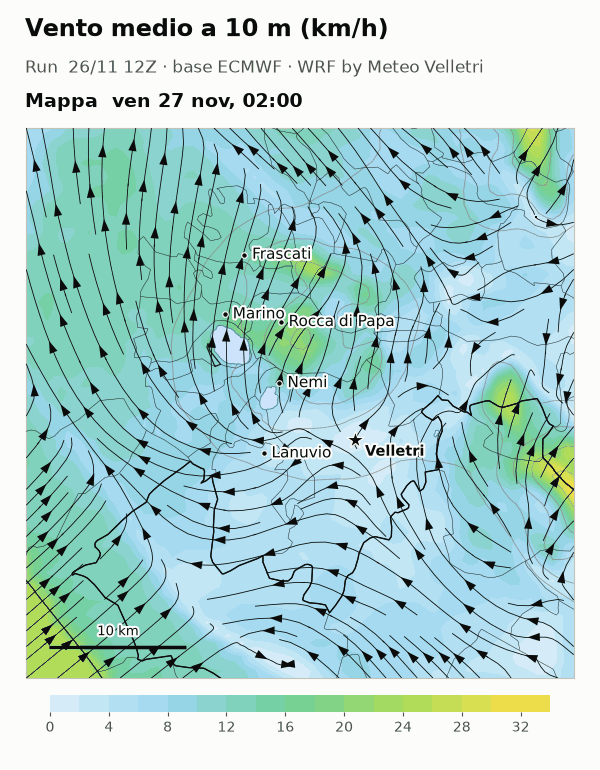 Vento medio a 10 m (km/h)
Run  26/11 12Z · base ECMWF · WRF by Meteo Velletri
Mappa  ven 27 nov, 02:00
Frascati
Marino
Rocca di Papa
Nemi
Velletri
Lanuvio
10 km
0 4 8 12 16 20 24 28 32